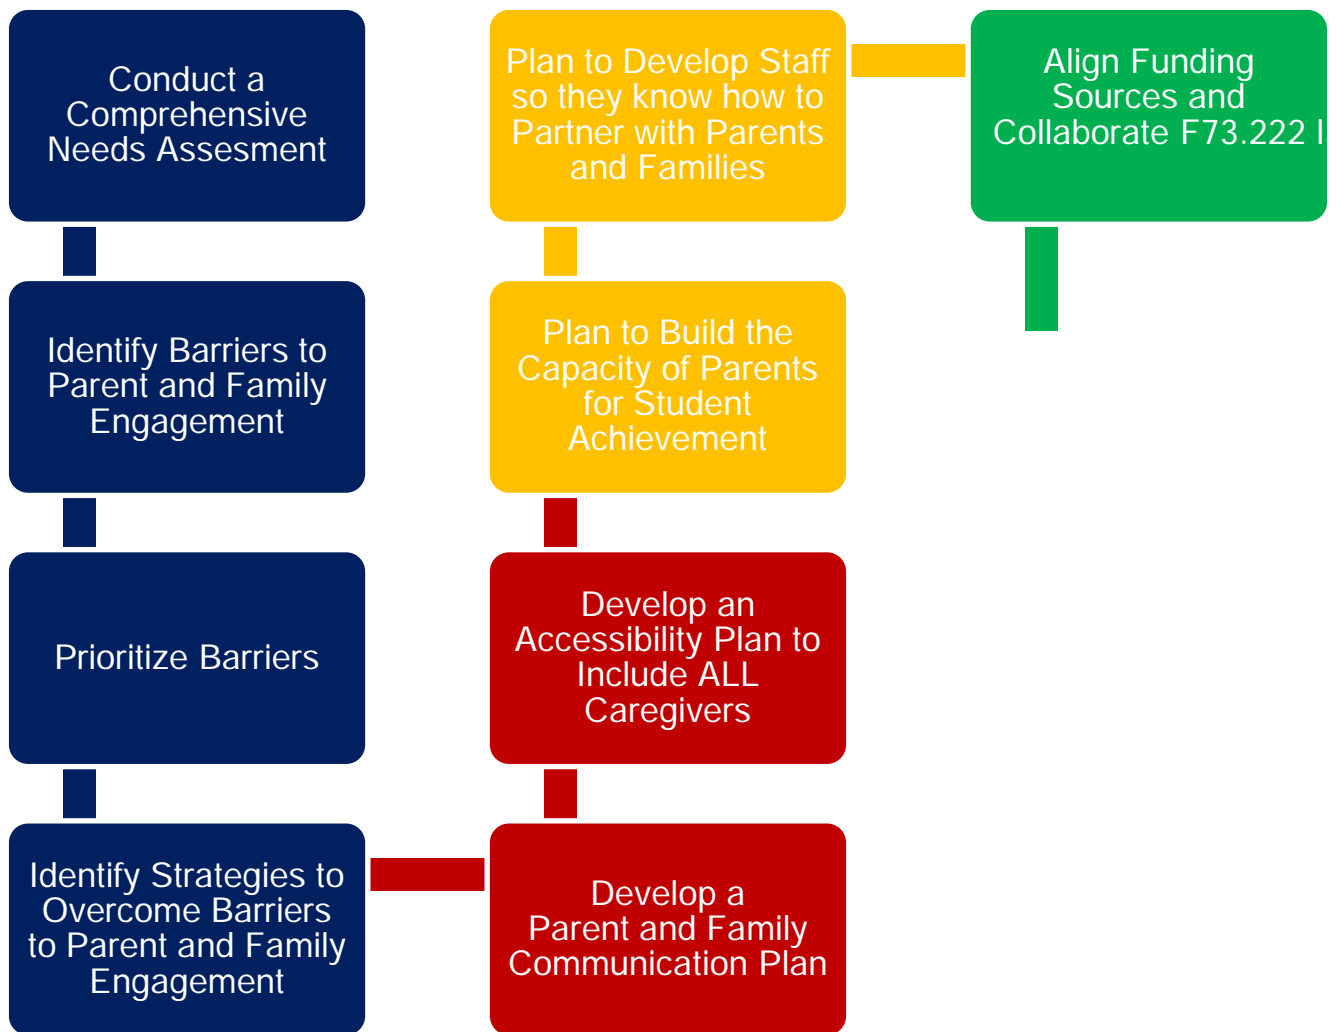 Conduct a
Comprehensive
Needs Assesment
Identify Barriers to
Parent and Family
Engagement
Prioritize Barriers
Identify Strategies to
Overcome Barriers
to Parent and Family
Engagement
Develop a
Parent and Family
Communication Plan
Develop an
Accessibility Plan to
Include ALL
Caregivers
Plan to Build the
Capacity of Parents
for Student
Achievement
Plan to Develop Staff
so they know how to
Partner with Parents
and Families
Align Funding
Sources and
Collaborate F73.222